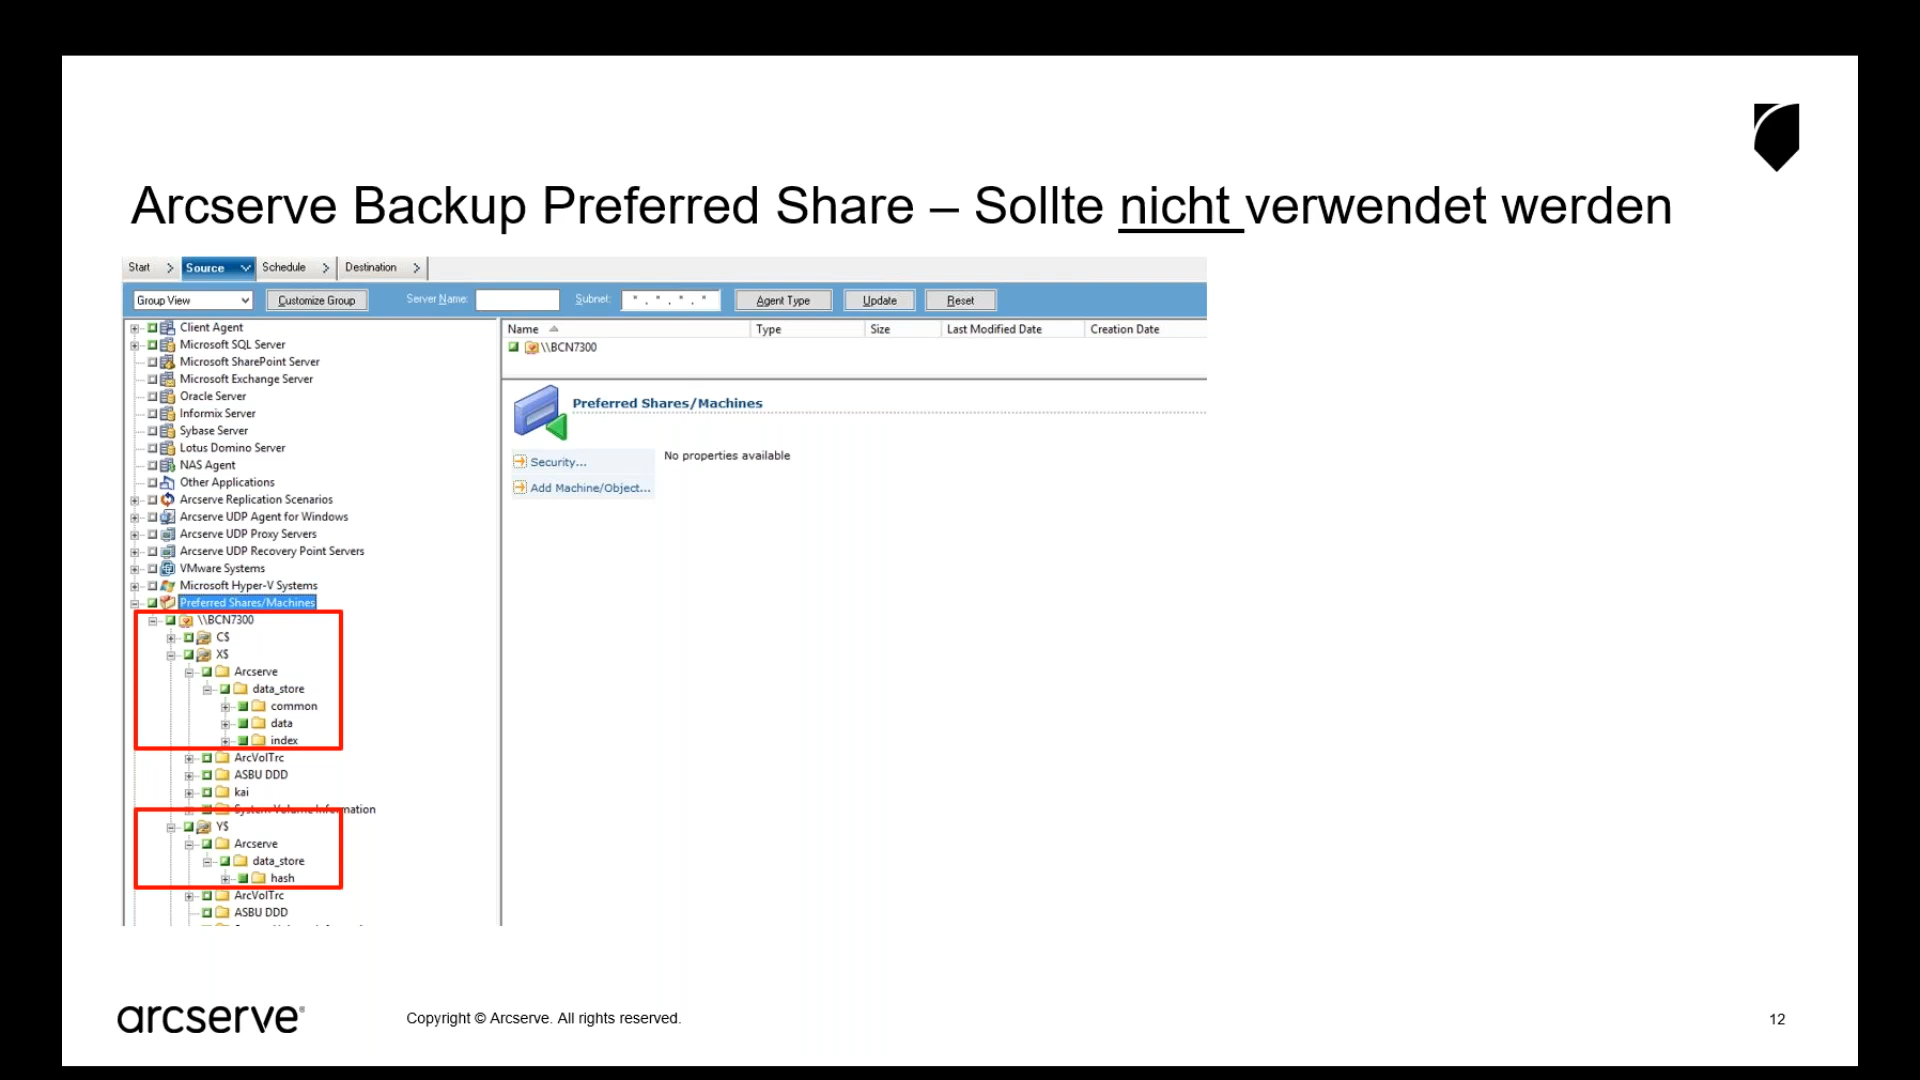 Arcserve Backup Preferred Share – Sollte nicht verwendet werden
Start Source Schedule Destination
Group View Customize Group Server Name: Subnet: * . * . * . * Agent Type Update Reset
Name Type Size Last Modified Date Creation Date
\\BCN7300
Preferred Shares/Machines
No properties available
Security...
Add Machine/Object...
Client Agent
Microsoft SQL Server
Microsoft SharePoint Server
Microsoft Exchange Server
Oracle Server
Informix Server
Sybase Server
Lotus Domino Server
NAS Agent
Other Applications
Arcserve Replication Scenarios
Arcserve UDP Agent for Windows
Arcserve UDP Proxy Servers
Arcserve UDP Recovery Point Servers
VMware Systems
Microsoft Hyper-V Systems
Preferred Shares/Machines
\\BCN7300
C$
X$
Arcserve
data_store
common
data
index
ArcVolTrc
ASBU DDD
kai
System Volume Information
Y$
Arcserve
data_store
hash
ArcVolTrc
ASBU DDD
arcserve®
Copyright © Arcserve. All rights reserved.
12